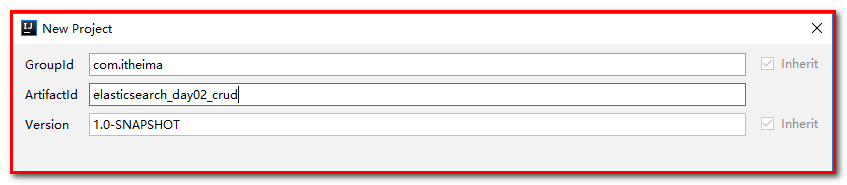 New Project
GroupId com.itheima Inherit
ArtifactId elasticsearch_day02_crud
Version 1.0-SNAPSHOT Inherit